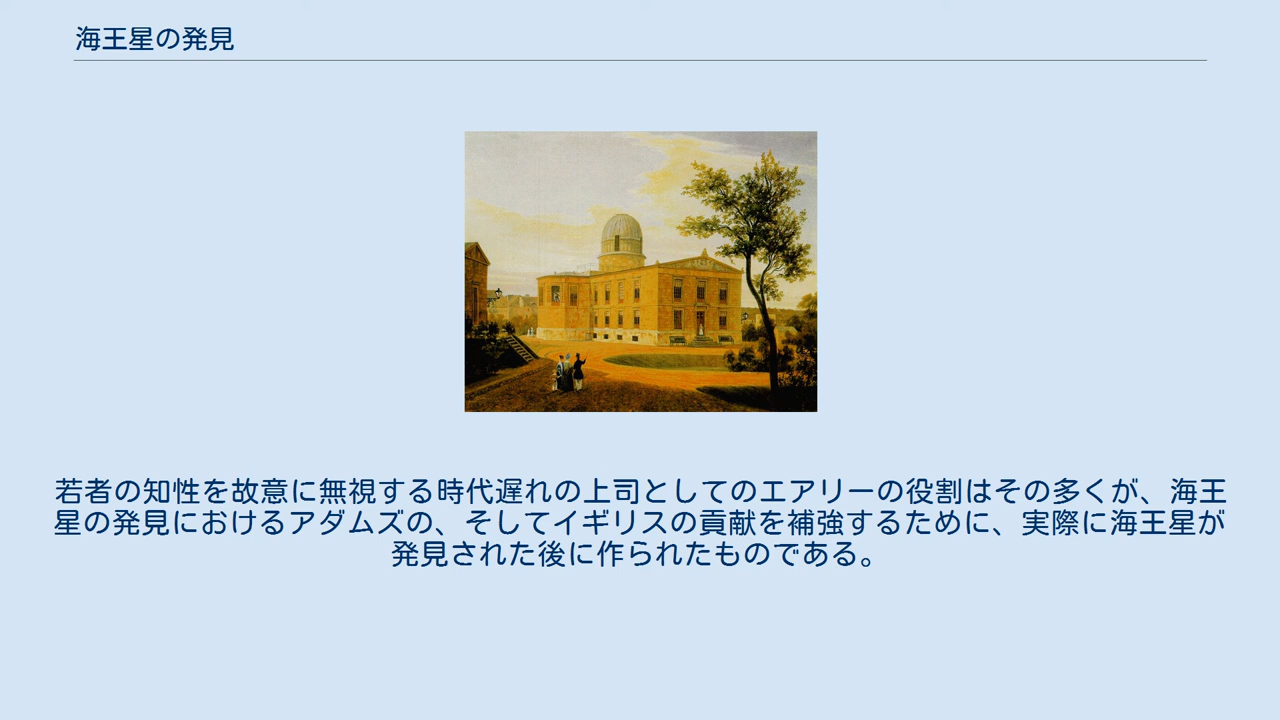 海王星の発見
若者の知性を故意に無視する時代遅れの上司としてのエアリーの役割はその多くが、海王
星の発見におけるアダムズの、そしてイギリスの貢献を補強するために、実際に海王星が
発見された後に作られたものである。